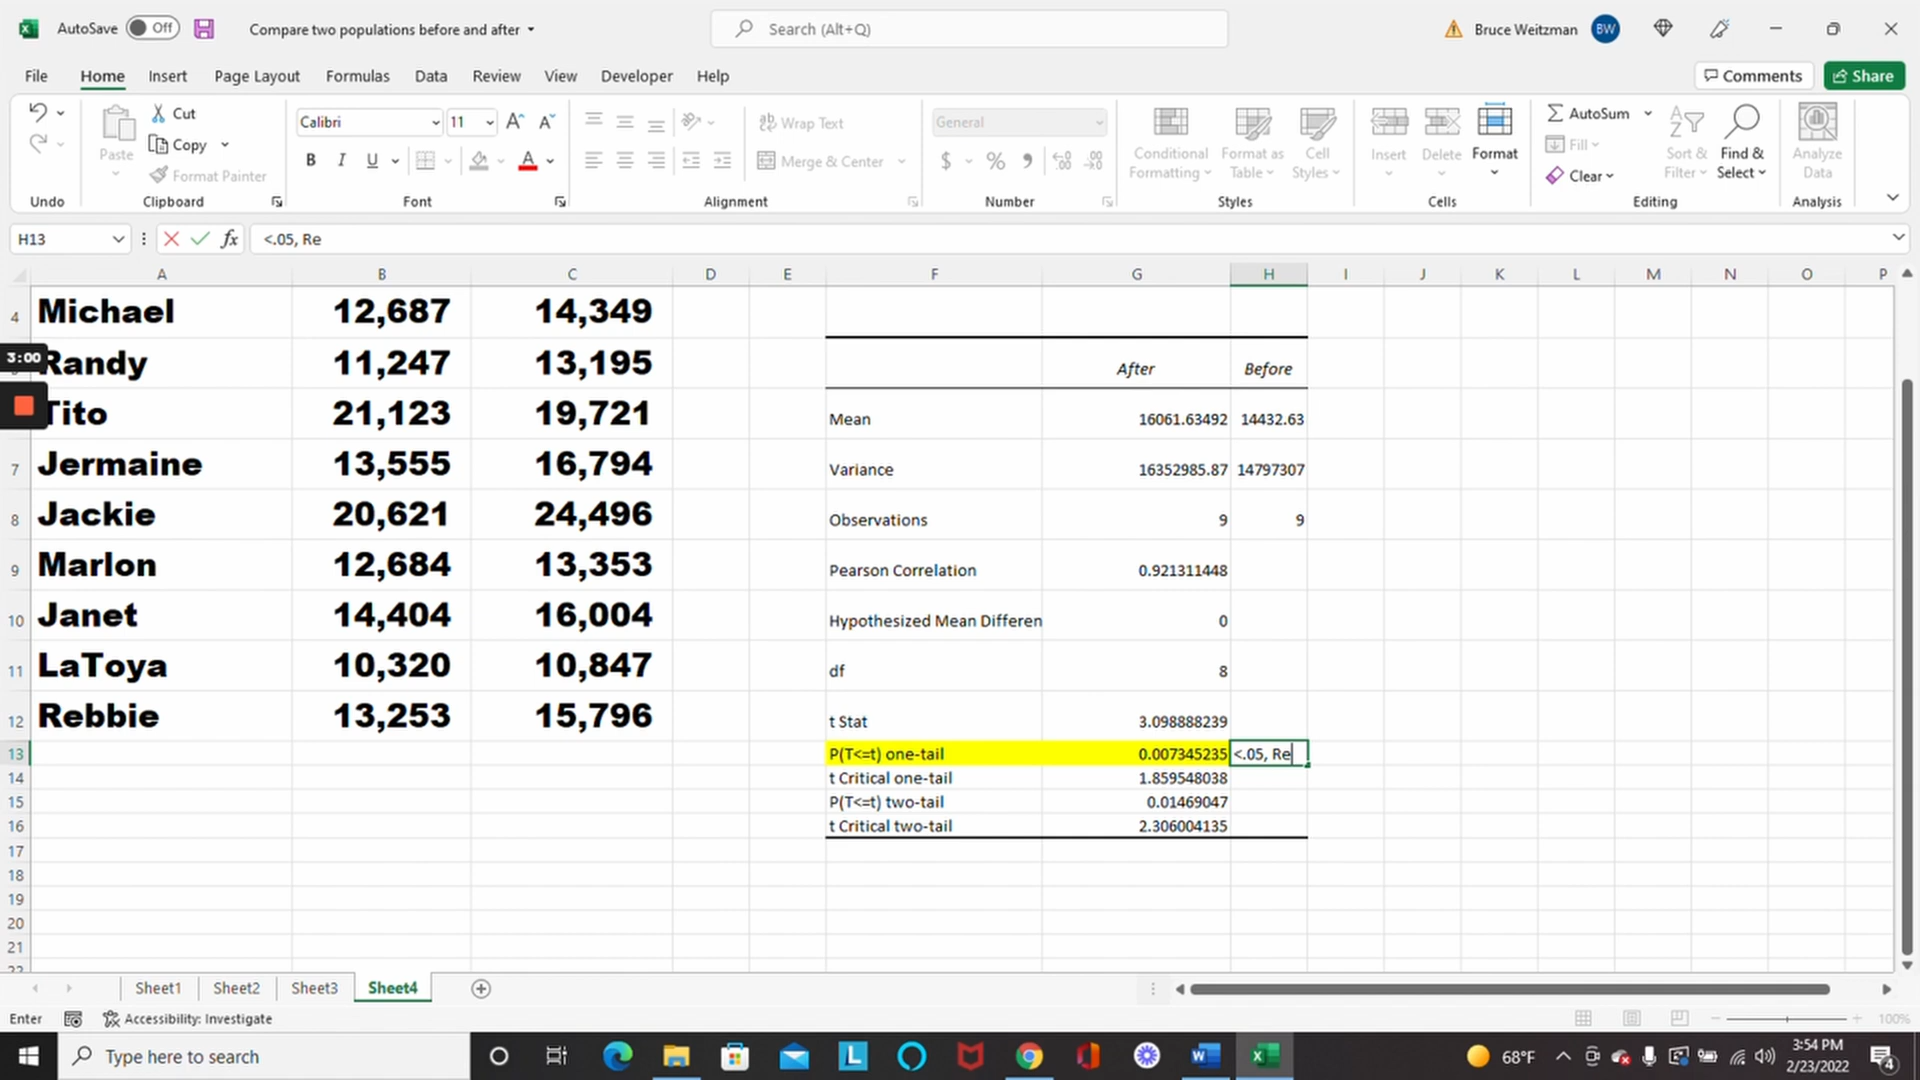 AutoSave Off Compare two populations before and after Search (Alt+Q) Bruce Weitzman BW
File Home Insert Page Layout Formulas Data Review View Developer Help Comments Share
Paste Cut Copy Format Painter
Calibri 11
B I U A
Wrap Text
Merge & Center
General
$ % 9
Conditional Formatting Format as Table Cell Styles
Insert Delete Format
AutoSum Fill Clear
Sort & Filter Find & Select
Analyze Data
Undo Clipboard Font Alignment Number Styles Cells Editing Analysis
H13 fx <.05, Re
A B C D E F G H I J K L M N O P
4 Michael 12,687 14,349
3:00
Randy 11,247 13,195 After Before
Tito 21,123 19,721 Mean 16061.63492 14432.63
7 Jermaine 13,555 16,794 Variance 16352985.87 14797307
8 Jackie 20,621 24,496 Observations 9 9
9 Marlon 12,684 13,353 Pearson Correlation 0.921311448
10 Janet 14,404 16,004 Hypothesized Mean Differen 0
11 LaToya 10,320 10,847 df 8
12 Rebbie 13,253 15,796 t Stat 3.098888239
13 P(T<=t) one-tail 0.007345235 <.05, Re
14 t Critical one-tail 1.859548038
15 P(T<=t) two-tail 0.01469047
16 t Critical two-tail 2.306004135
17
18
19
20
21
22
Sheet1 Sheet2 Sheet3 Sheet4
Enter Accessibility: Investigate 100%
Type here to search L W 68°F 3:54 PM
2/23/2022 4